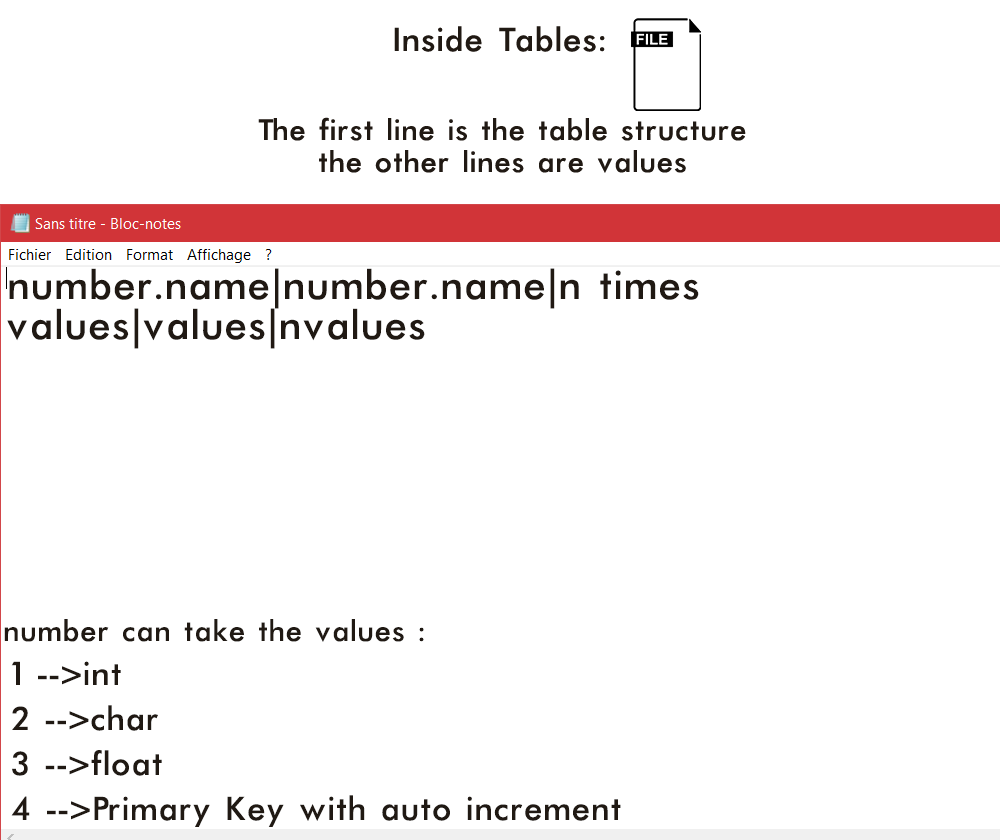 Inside Tables:
FILE
The first line is the table structure
the other lines are values
Sans titre - Bloc-notes
Fichier Edition Format Affichage ?
number.name|number.name|n times
values|values|nvalues
number can take the values :
1 -->int
2 -->char
3 -->float
4 -->Primary Key with auto increment